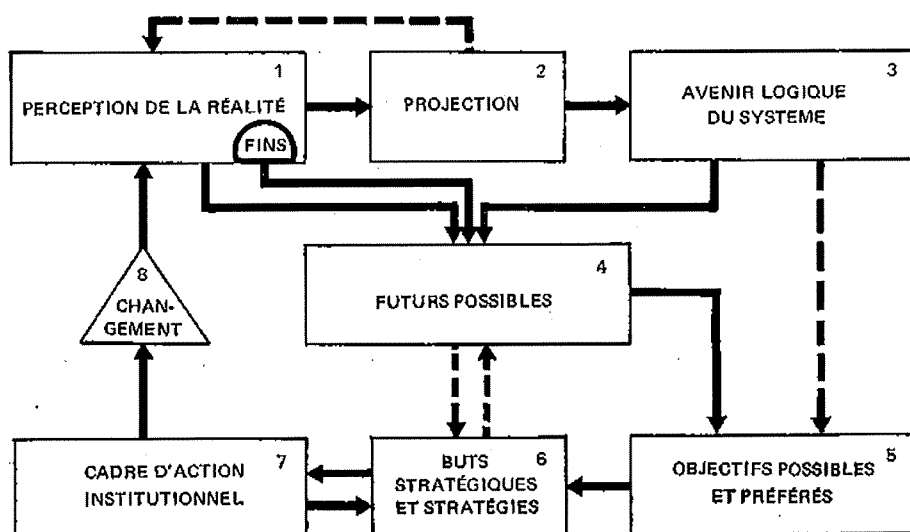 1
PERCEPTION DE LA RÉALITÉ
FINS
2
PROJECTION
3
AVENIR LOGIQUE
DU SYSTEME
4
FUTURS POSSIBLES
8
CHAN-
GEMENT
7
CADRE D'ACTION
INSTITUTIONNEL
6
BUTS
STRATÉGIQUES
ET STRATÉGIES
5
OBJECTIFS POSSIBLES
ET PRÉFÉRÉS